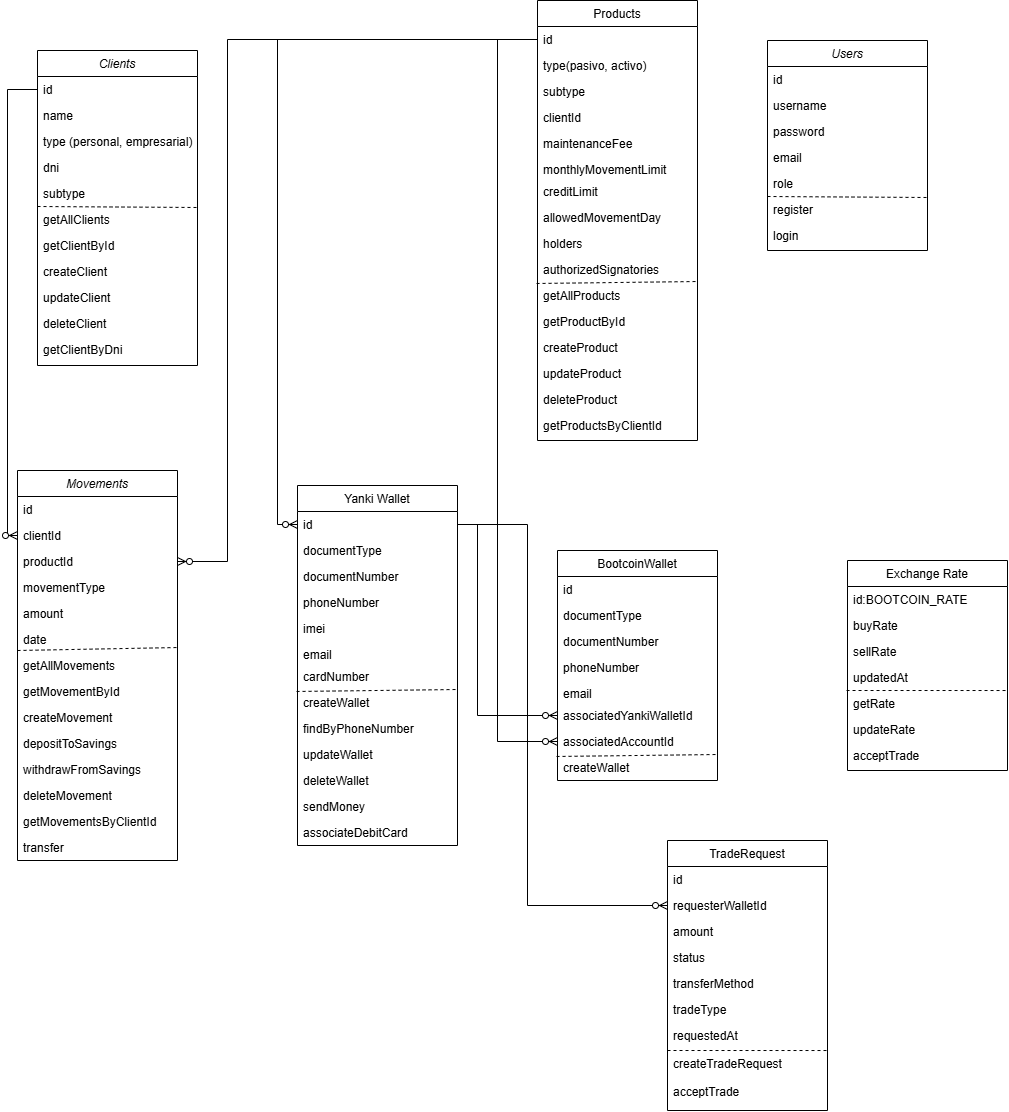 Products
id
type(pasivo, activo)
subtype
clientId
maintenanceFee
monthlyMovementLimit
creditLimit
allowedMovementDay
holders
authorizedSignatories
getAllProducts
getProductById
createProduct
updateProduct
deleteProduct
getProductsByClientId
Clients
id
name
type (personal, empresarial)
dni
subtype
getAllClients
getClientById
createClient
updateClient
deleteClient
getClientByDni
Users
id
username
password
email
role
register
login
Movements
id
clientId
productId
movementType
amount
date
getAllMovements
getMovementById
createMovement
depositToSavings
withdrawFromSavings
deleteMovement
getMovementsByClientId
transfer
Yanki Wallet
id
documentType
documentNumber
phoneNumber
imei
email
cardNumber
createWallet
findByPhoneNumber
updateWallet
deleteWallet
sendMoney
associateDebitCard
BootcoinWallet
id
documentType
documentNumber
phoneNumber
email
associatedYankiWalletId
associatedAccountId
createWallet
Exchange Rate
id:BOOTCOIN_RATE
buyRate
sellRate
updatedAt
getRate
updateRate
acceptTrade
TradeRequest
id
requesterWalletId
amount
status
transferMethod
tradeType
requestedAt
createTradeRequest
acceptTrade